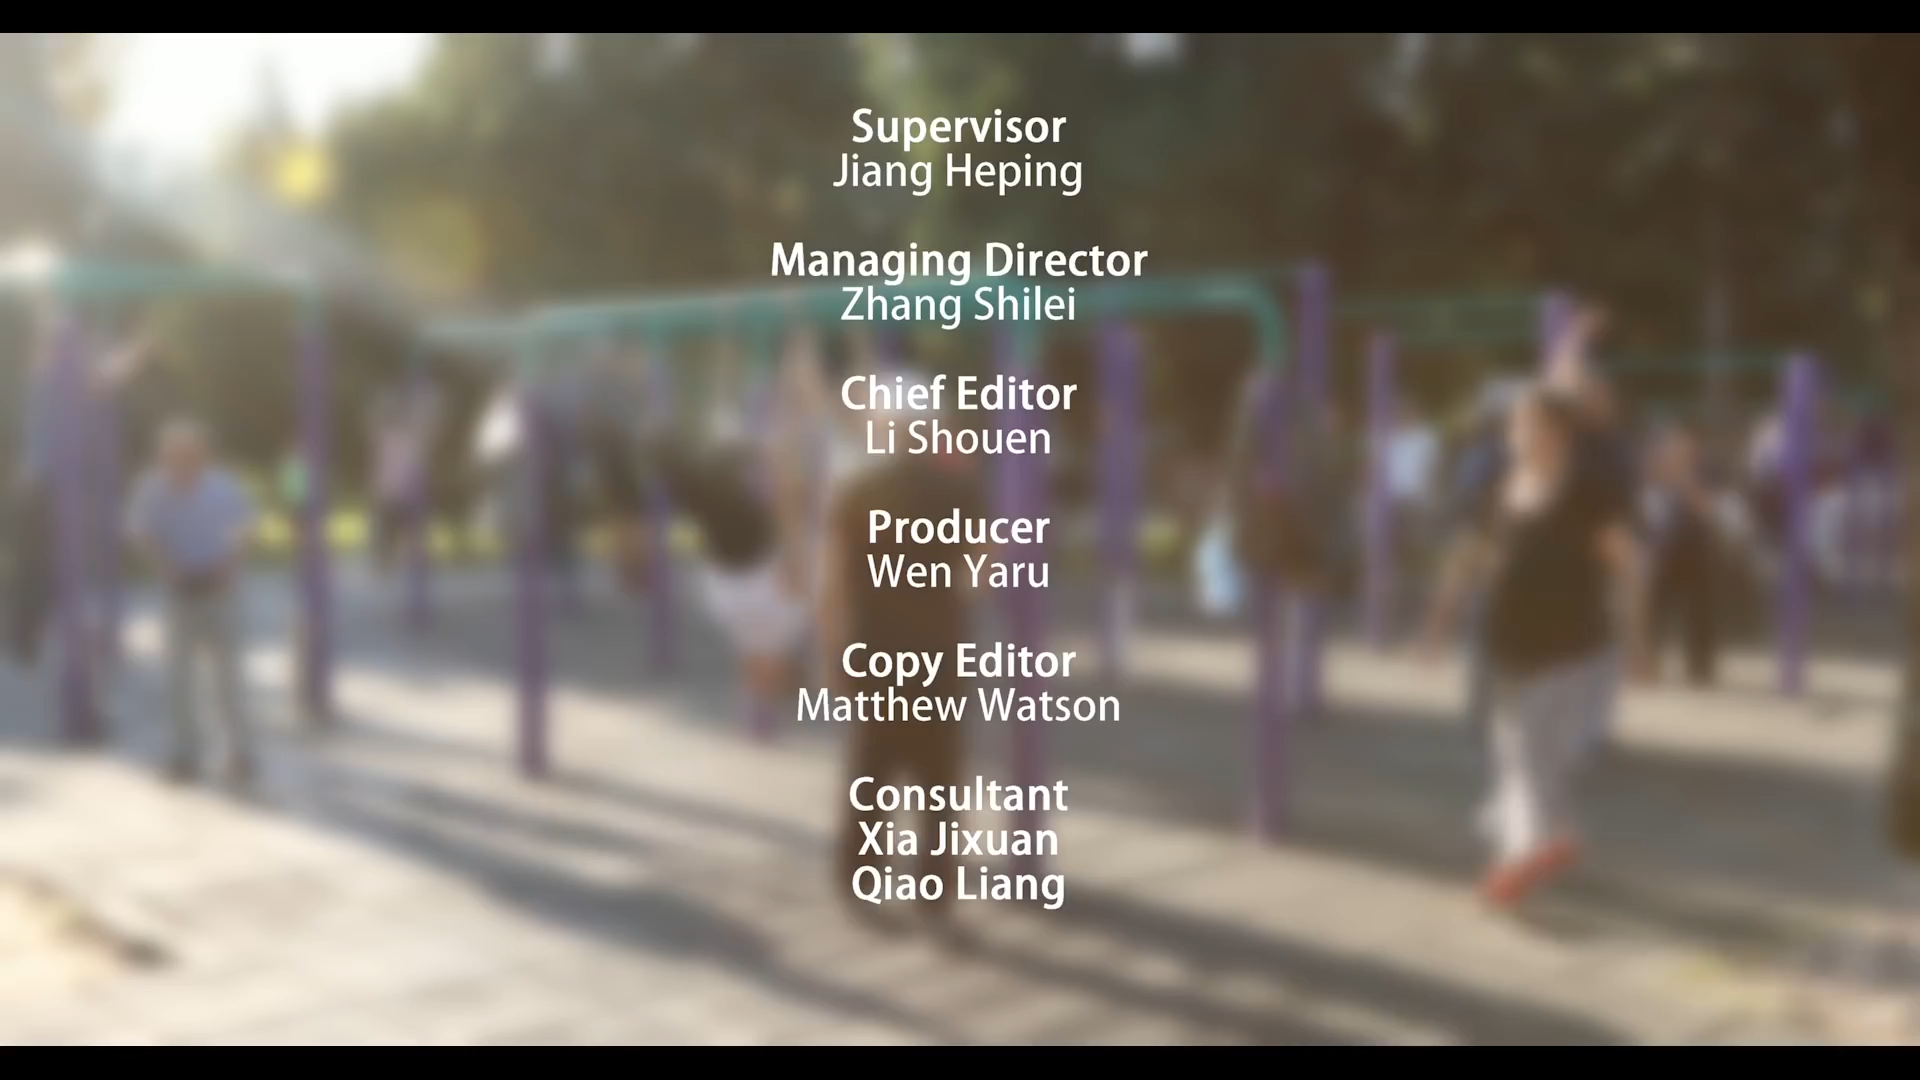 Supervisor
Jiang Heping
Managing Director
Zhang Shilei
Chief Editor
Li Shouen
Producer
Wen Yaru
Copy Editor
Matthew Watson
Consultant
Xia Jixuan
Qiao Liang